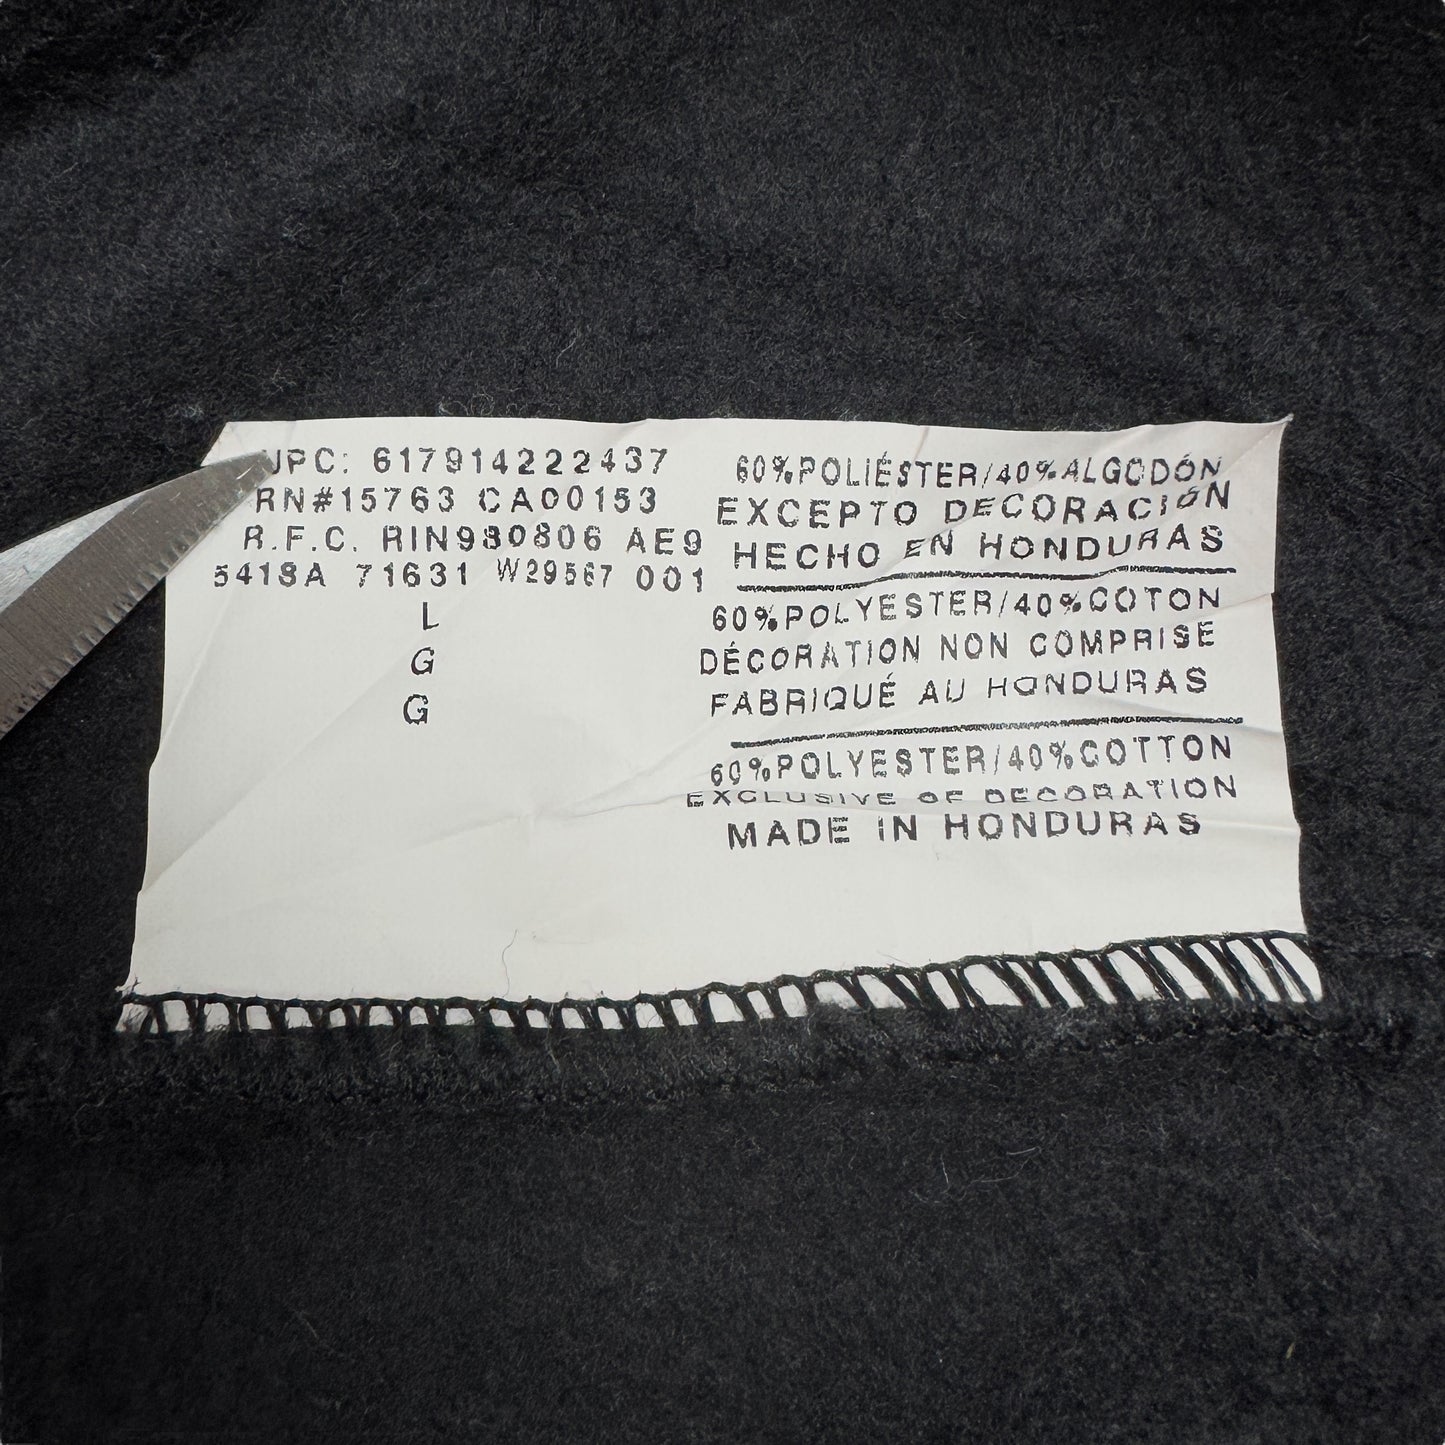 UPC: 617914222437
RN#15763 CA00153
R.F.C. RIN980806 AE9
5418A 71631 W29567 001
L
G
G
60%POLIÉSTER/40%ALGODÓN
EXCEPTO DECORACIÓN
HECHO EN HONDURAS
60%POLYESTER/40%COTON
DÉCORATION NON COMPRISE
FABRIQUÉ AU HONDURAS
60%POLYESTER/40%COTTON
EXCLUSIVE OF DECORATION
MADE IN HONDURAS